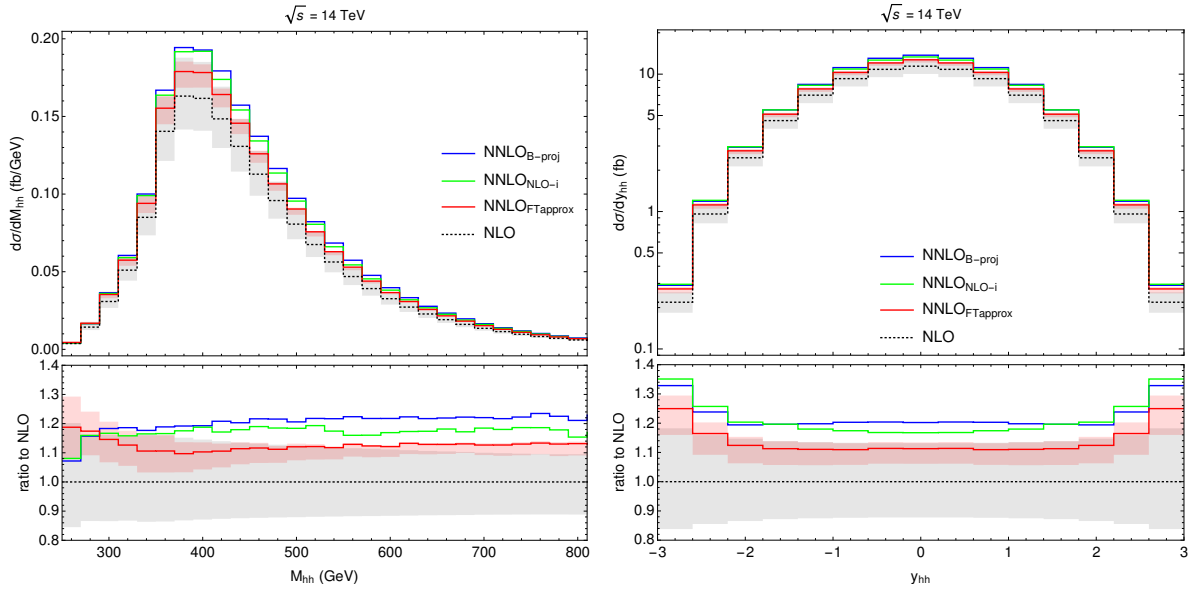 √s = 14 TeV
dσ/dM_hh (fb/GeV)
0.20
0.15
0.10
0.05
0.00
NNLO_B-proj
NNLO_NLO-i
NNLO_FTapprox
NLO
ratio to NLO
1.4
1.3
1.2
1.1
1.0
0.9
0.8
300 400 500 600 700 800
M_hh (GeV)
√s = 14 TeV
dσ/dy_hh (fb)
10
5
1
0.5
0.1
NNLO_B-proj
NNLO_NLO-i
NNLO_FTapprox
NLO
ratio to NLO
1.4
1.3
1.2
1.1
1.0
0.9
0.8
-3 -2 -1 0 1 2 3
y_hh